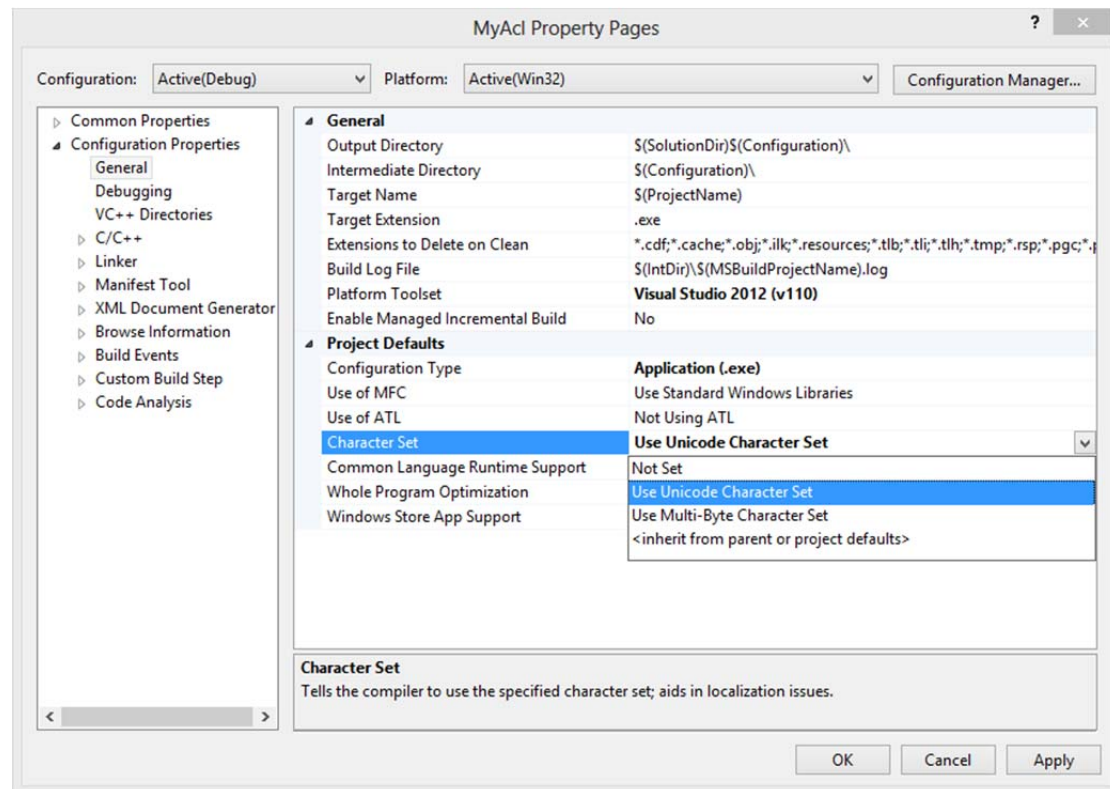 MyAcl Property Pages
?
Configuration: Active(Debug) Platform: Active(Win32) Configuration Manager...
Common Properties
Configuration Properties
General
Debugging
VC++ Directories
C/C++
Linker
Manifest Tool
XML Document Generator
Browse Information
Build Events
Custom Build Step
Code Analysis
General
Output Directory $(SolutionDir)$(Configuration)\
Intermediate Directory $(Configuration)\
Target Name $(ProjectName)
Target Extension .exe
Extensions to Delete on Clean *.cdf;*.cache;*.obj;*.ilk;*.resources;*.tlb;*.tli;*.tlh;*.tmp;*.rsp;*.pgc;
Build Log File $(IntDir)\$(MSBuildProjectName).log
Platform Toolset Visual Studio 2012 (v110)
Enable Managed Incremental Build No
Project Defaults
Configuration Type Application (.exe)
Use of MFC Use Standard Windows Libraries
Use of ATL Not Using ATL
Character Set Use Unicode Character Set
Common Language Runtime Support Not Set
Whole Program Optimization Use Unicode Character Set
Windows Store App Support Use Multi-Byte Character Set
<inherit from parent or project defaults>
Character Set
Tells the compiler to use the specified character set; aids in localization issues.
OK Cancel Apply